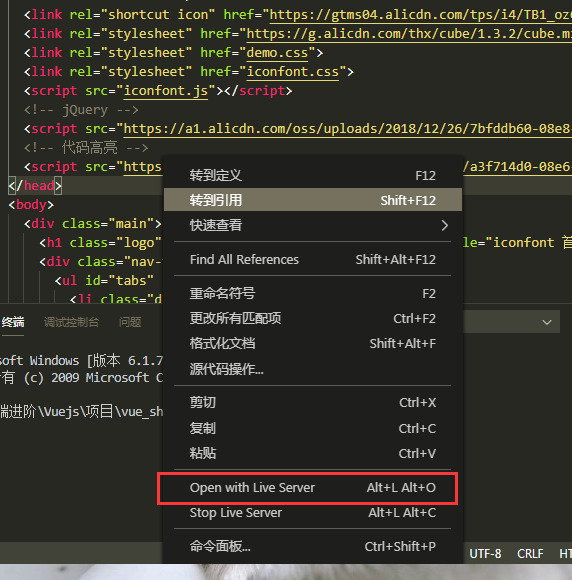 <link rel="shortcut icon" href="https://gtms04.alicdn.com/tps/i4/TB1_oz
<link rel="stylesheet" href="https://g.alicdn.com/thx/cube/1.3.2/cube.m
<link rel="stylesheet" href="demo.css">
<link rel="stylesheet" href="iconfont.css">
<script src="iconfont.js"></script>
<!-- jQuery -->
<script src="https://a1.alicdn.com/oss/uploads/2018/12/26/7bfddb60-08e8
<!-- 代码高亮 -->
<script src="https /a3f714d0-08e6
</head>
<body>
<div class="main">
<h1 class="logo" le="iconfont 首
<div class="nav-
<ul id="tabs"
<li class="d
转到定义 F12
转到引用 Shift+F12
快速查看
Find All References Shift+Alt+F12
重命名符号 F2
更改所有匹配项 Ctrl+F2
格式化文档 Shift+Alt+F
源代码操作...
剪切 Ctrl+X
复制 Ctrl+C
粘贴 Ctrl+V
Open with Live Server Alt+L Alt+O
Stop Live Server Alt+L Alt+C
命令面板... Ctrl+Shift+P
终端 调试控制台 问题
soft Windows [版本 6.1.7
有 (c) 2009 Microsoft C
端进阶\Vuejs\项目\vue_sh
UTF-8 CRLF HT